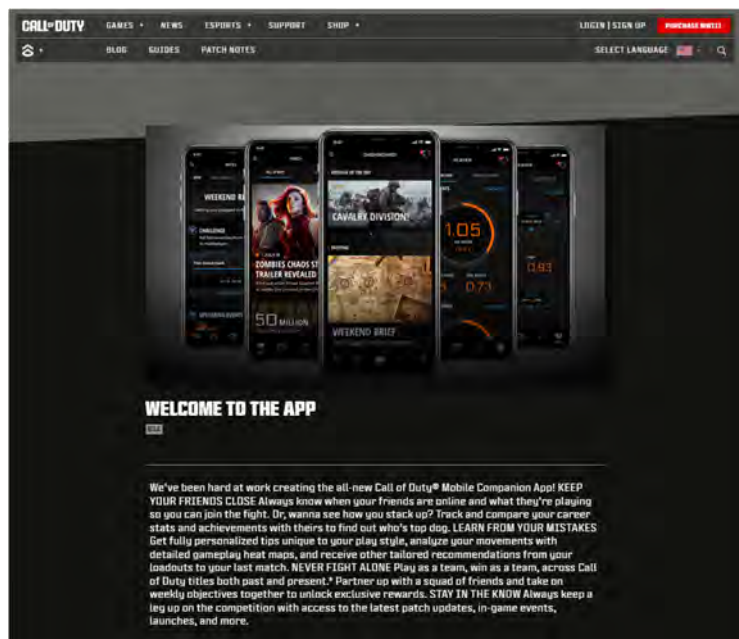 CALL OF DUTY GAMES NEWS ESPORTS SUPPORT SHOP LOGIN | SIGN UP PURCHASE MWIII
BLOG GUIDES PATCH NOTES SELECT LANGUAGE
DASHBOARD
PLAYER
WEEKEND
CHALLENGE
UPCOMING EVENTS
ZOMBIES CHAOS
TRAILER REVEALED
50 MILLION
CAVALRY DIVISION!
WEEKEND BRIEF
1.05
0.73
0.93
WELCOME TO THE APP
We've been hard at work creating the all-new Call of Duty® Mobile Companion App! KEEP
YOUR FRIENDS CLOSE Always know when your friends are online and what they're playing
so you can join the fight. Or, wanna see how you stack up? Track and compare your career
stats and achievements with theirs to find out who's top dog. LEARN FROM YOUR MISTAKES
Get fully personalized tips unique to your play style, analyze your movements with
detailed gameplay heat maps, and receive other tailored recommendations from your
loadouts to your last match. NEVER FIGHT ALONE Play as a team, win as a team, across Call
of Duty titles both past and present.* Partner up with a squad of friends and take on
weekly objectives together to unlock exclusive rewards. STAY IN THE KNOW Always keep a
leg up on the competition with access to the latest patch updates, in-game events,
launches, and more.